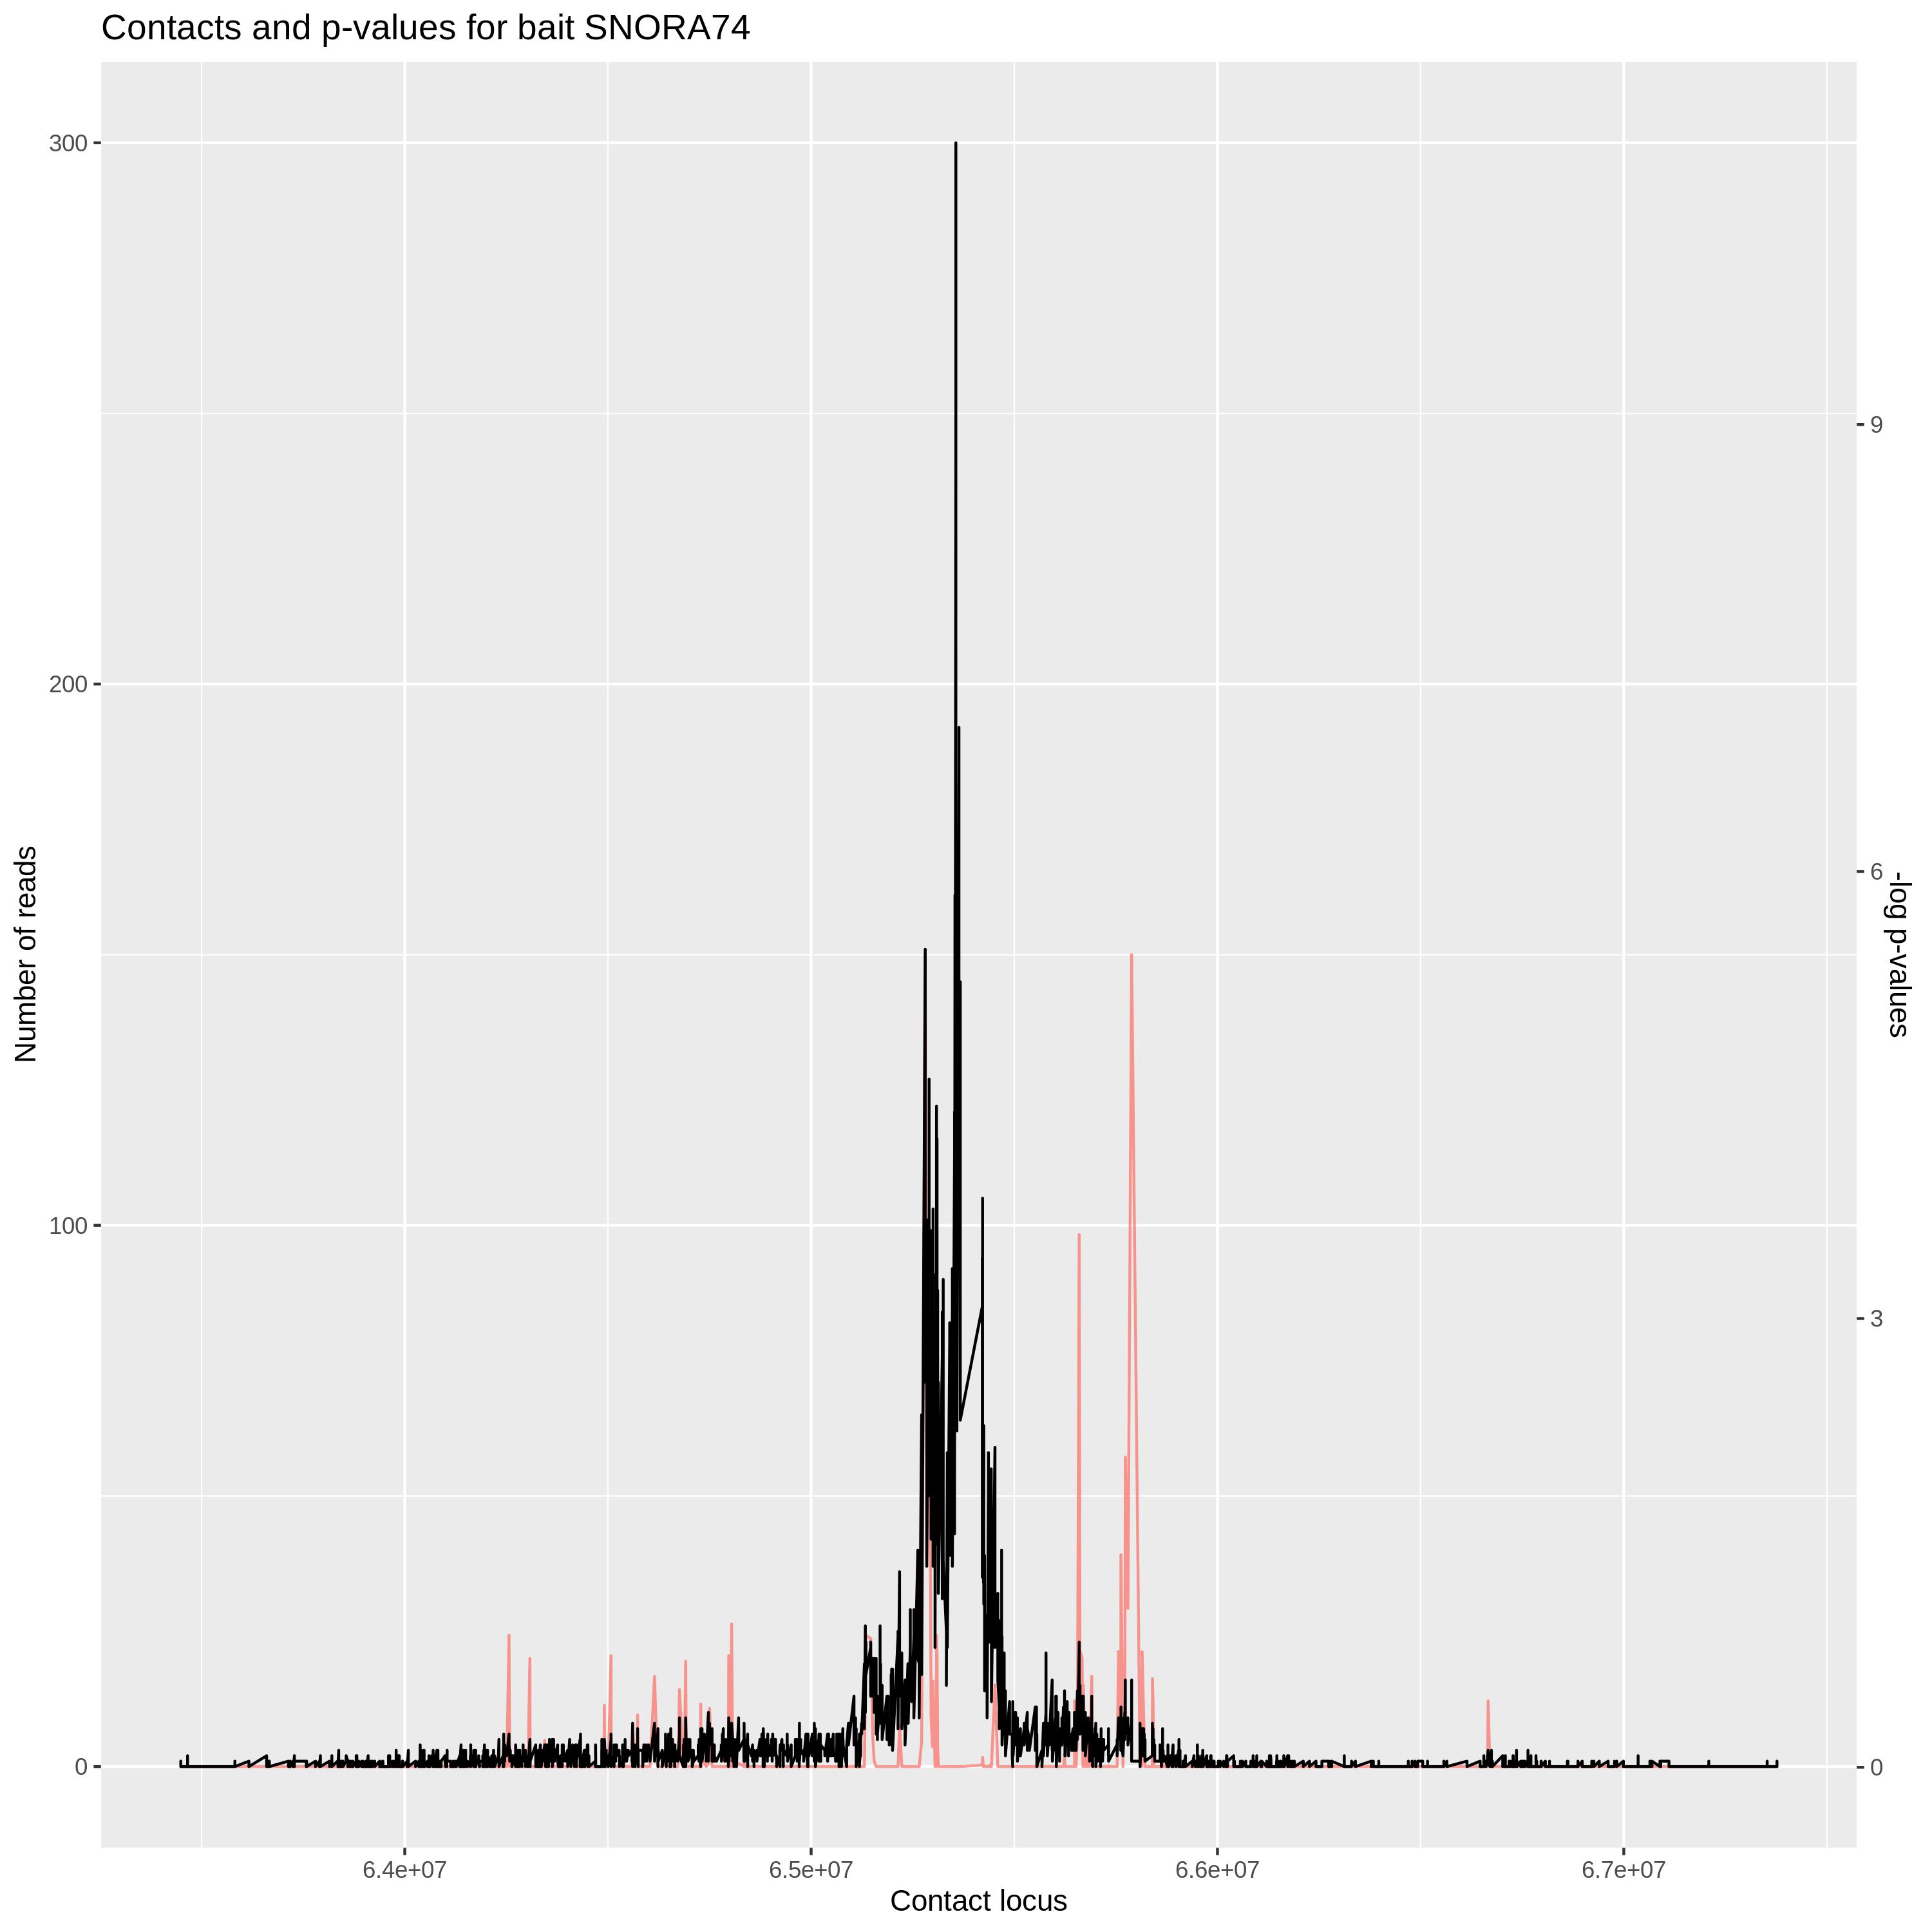 Contacts and p-values for bait SNORA74
300
200
100
0
9
6
3
0
Number of reads
-log p-values
6.4e+07 6.5e+07 6.6e+07 6.7e+07
Contact locus